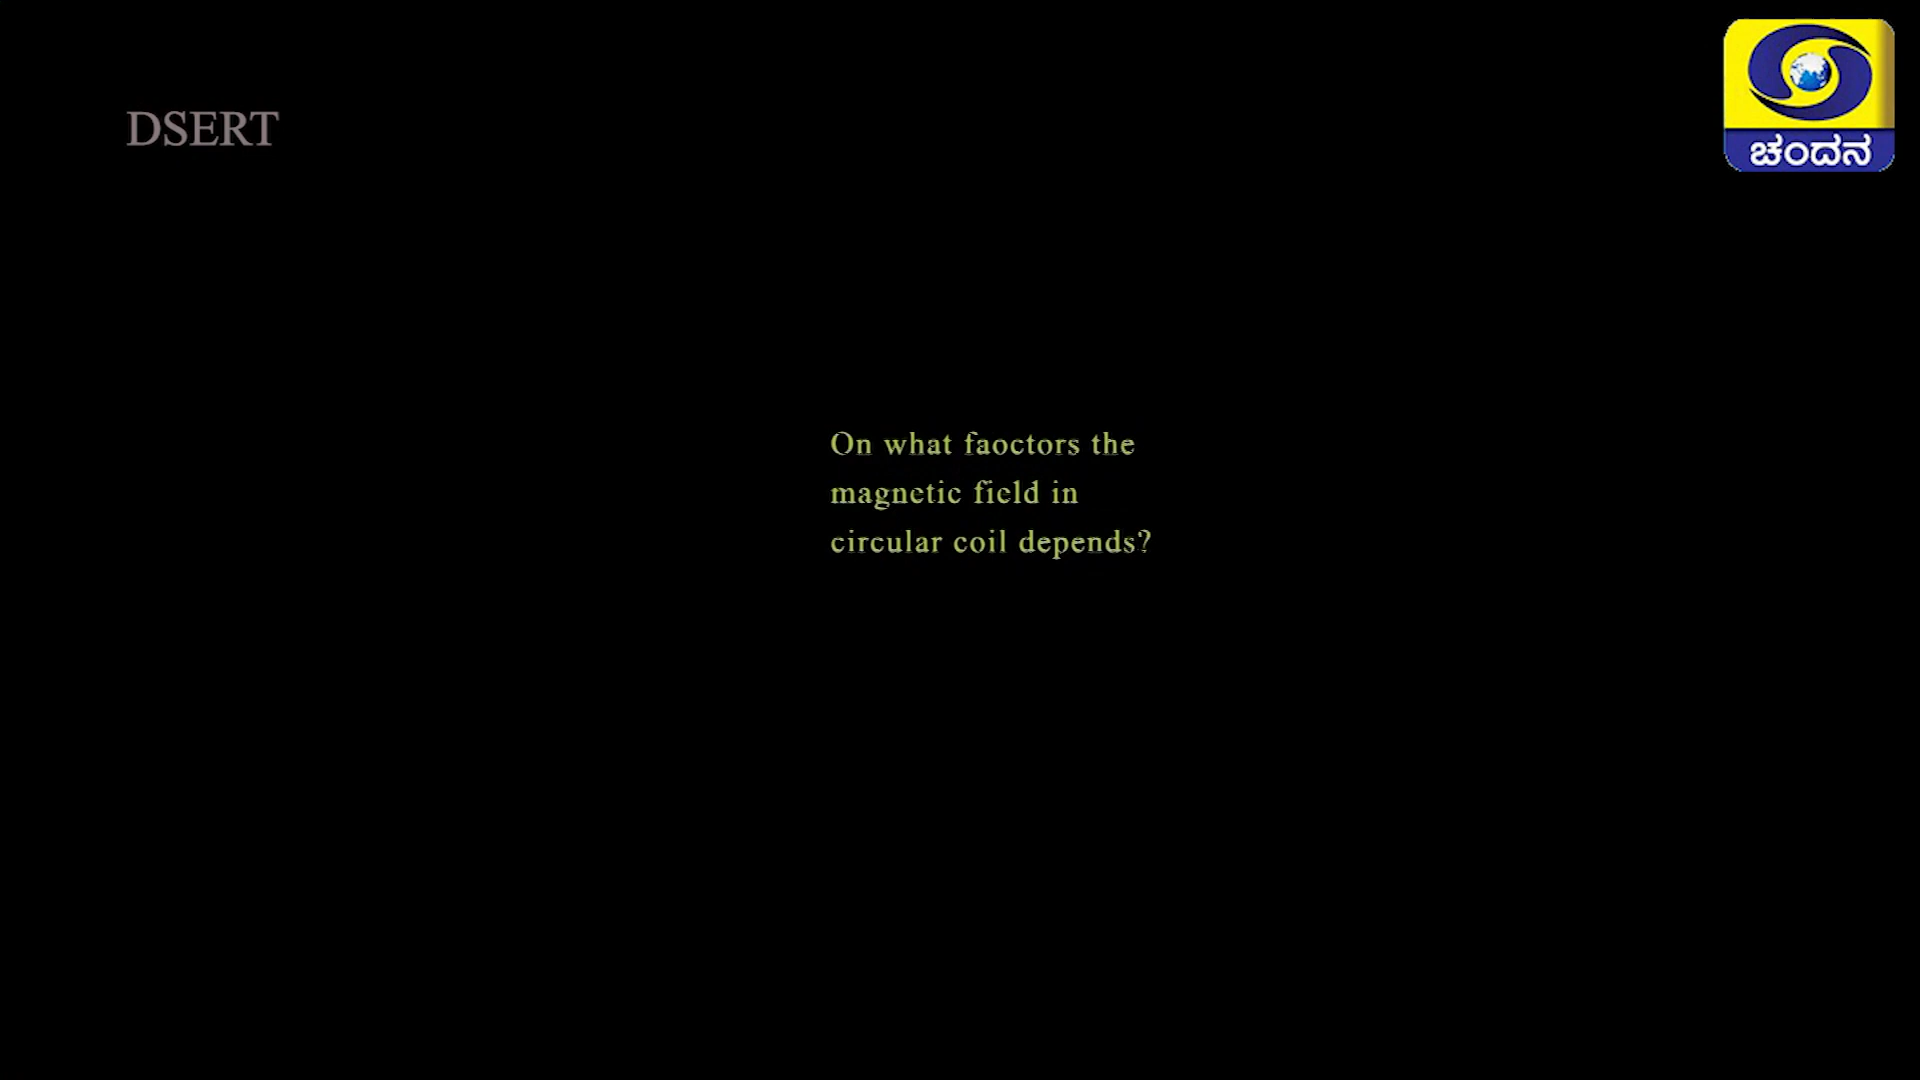 DSERT
ಚಂದನ
On what faoctors the
magnetic field in
circular coil depends?